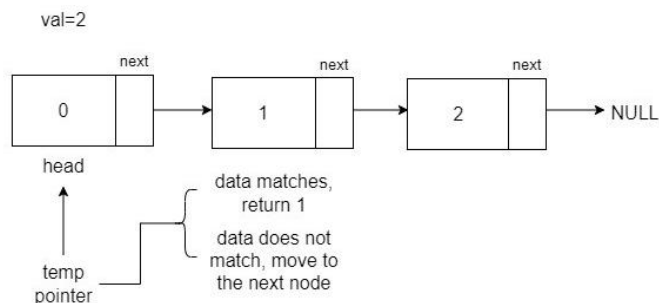 val=2
next
next
next
0
1
2
NULL
head
data matches,
return 1
data does not
match, move to
the next node
temp
pointer